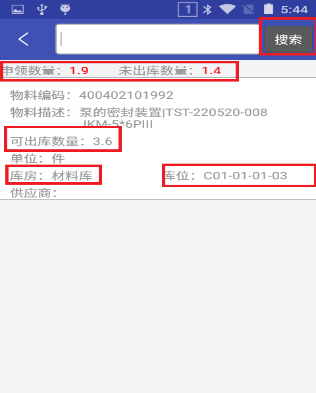 1 5:44
搜索
申领数量：1.9 未出库数量：1.4
物料编码：400402101992
物料描述：泵的密封装置|TST-220520-008
JKM-5*6PIII
可出库数量：3.6
单位：件
库房：材料库 库位：C01-01-01-03
供应商：